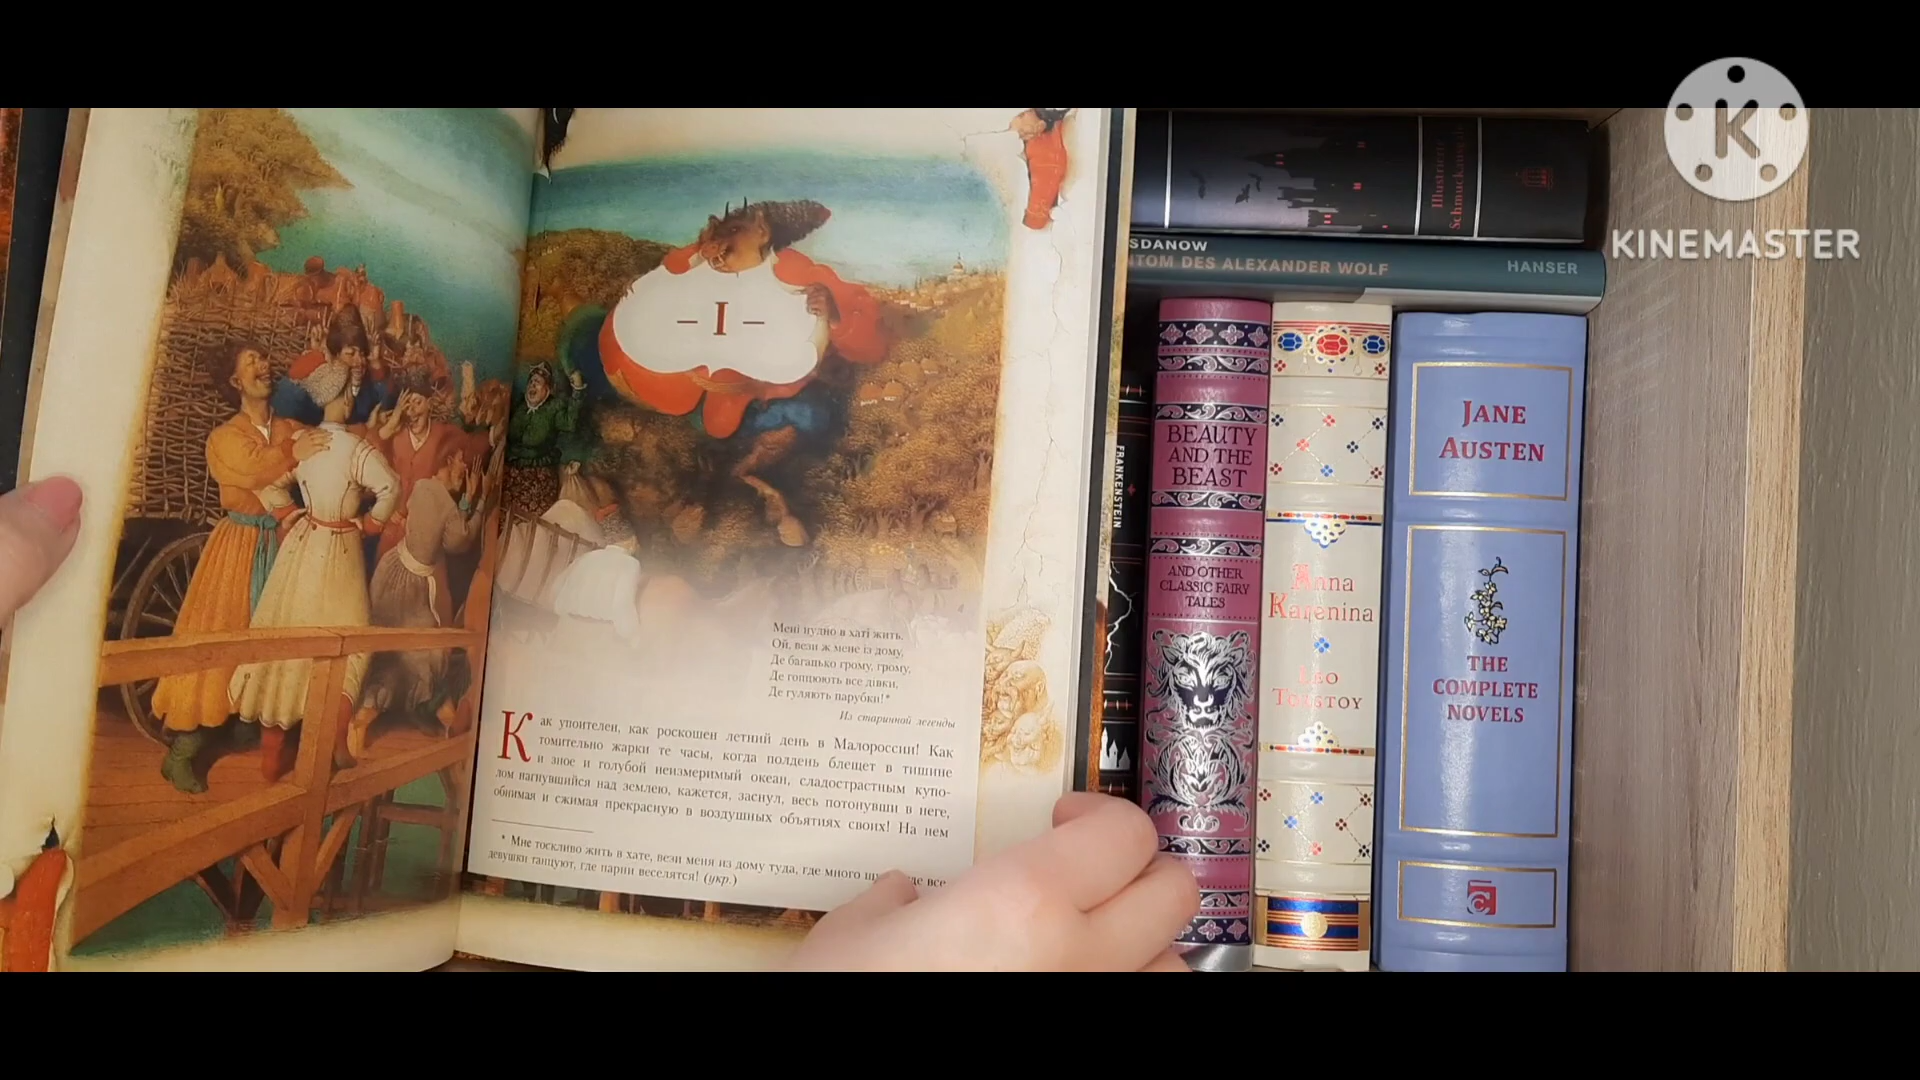 – I –
Мені нудно в хаті жить.
Ой, вези ж мене із дому,
Де багацько грому, грому,
Де гопцюють все дівки,
Де гуляють парубки!*
Из старинной легенды
Как упоителен, как роскошен летний день в Малороссии! Как
томительно жарки те часы, когда полдень блещет в тишине
и зное и голубой неизмеримый океан, сладострастным купо-
лом нагнувшийся над землею, кажется, заснул, весь потонувши в неге,
обнимая и сжимая прекрасную в воздушных объятиях своих! На нем
* Мне тоскливо жить в хате, вези меня из дому туда, где много где все
девушки танцуют, где парни веселятся! (укр.)
Illustrierte
Schmuckausgabe
SDANOW
NTOM DES ALEXANDER WOLF
HANSER
FRANKENSTEIN
BEAUTY
AND THE
BEAST
AND OTHER
CLASSIC FAIRY
TALES
Anna
Karenina
LEO
TOLSTOY
JANE
AUSTEN
THE
COMPLETE
NOVELS
C
K
KINEMASTER